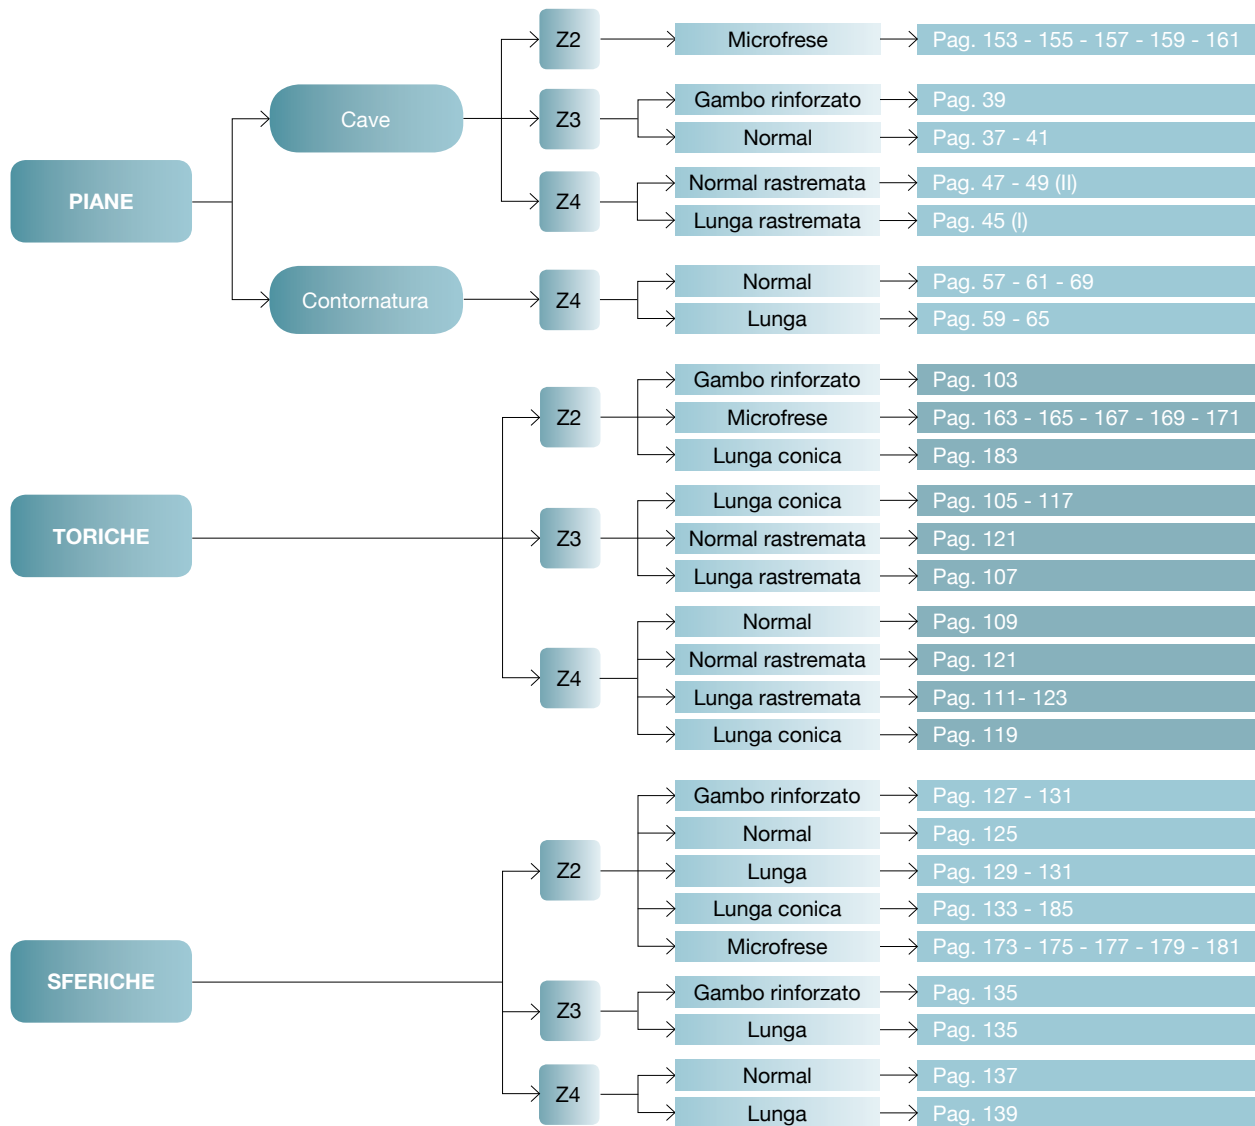 PIANE
Cave
Z2
Microfrese
Pag. 153 - 155 - 157 - 159 - 161
Z3
Gambo rinforzato
Pag. 39
Normal
Pag. 37 - 41
Z4
Normal rastremata
Pag. 47 - 49 (II)
Lunga rastremata
Pag. 45 (I)
Contornatura
Z4
Normal
Pag. 57 - 61 - 69
Lunga
Pag. 59 - 65
TORICHE
Z2
Gambo rinforzato
Pag. 103
Microfrese
Pag. 163 - 165 - 167 - 169 - 171
Lunga conica
Pag. 183
Z3
Lunga conica
Pag. 105 - 117
Normal rastremata
Pag. 121
Lunga rastremata
Pag. 107
Z4
Normal
Pag. 109
Normal rastremata
Pag. 121
Lunga rastremata
Pag. 111- 123
Lunga conica
Pag. 119
SFERICHE
Z2
Gambo rinforzato
Pag. 127 - 131
Normal
Pag. 125
Lunga
Pag. 129 - 131
Lunga conica
Pag. 133 - 185
Microfrese
Pag. 173 - 175 - 177 - 179 - 181
Z3
Gambo rinforzato
Pag. 135
Lunga
Pag. 135
Z4
Normal
Pag. 137
Lunga
Pag. 139